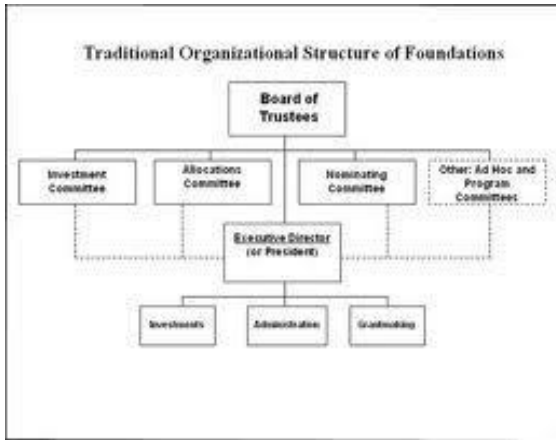 Traditional Organizational Structure of Foundations
Board of
Trustees
Investment
Committee
Allocations
Committee
Nominating
Committee
Other: Ad Hoc and
Program
Committees
Executive Director
(or President)
Investments
Administration
Grantmaking